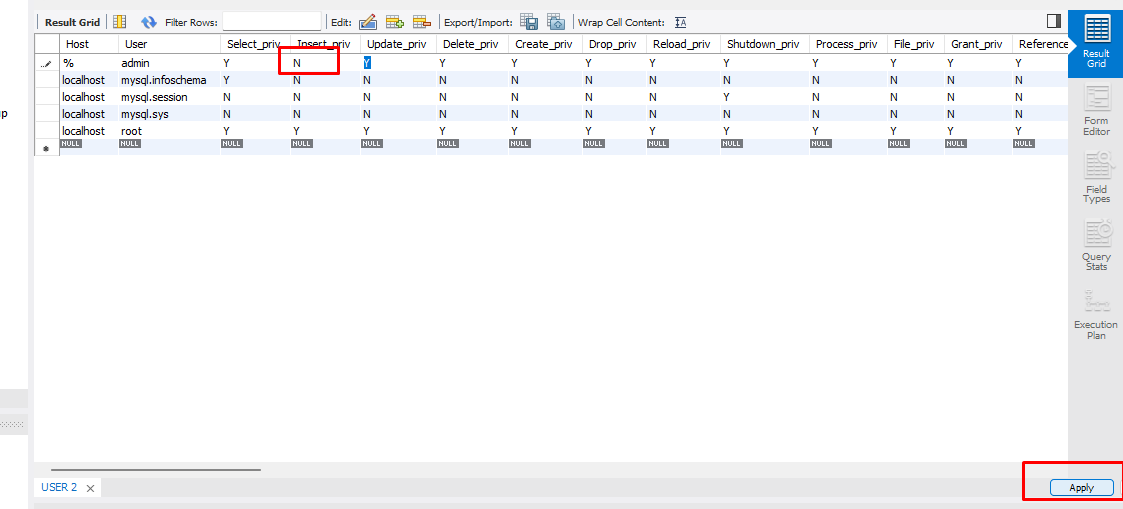 Result Grid Filter Rows: Edit: Export/Import: Wrap Cell Content: IA
Host User Select_priv Insert_priv Update_priv Delete_priv Create_priv Drop_priv Reload_priv Shutdown_priv Process_priv File_priv Grant_priv Reference
% admin Y N Y Y Y Y Y Y Y Y Y Y
localhost mysql.infoschema Y N N N N N N N N N N N
localhost mysql.session N N N N N N N Y N N N N
localhost mysql.sys N N N N N N N N N N N N
localhost root Y Y Y Y Y Y Y Y Y Y Y Y
NULL NULL NULL NULL NULL NULL NULL NULL NULL NULL NULL NULL NULL NULL
up
Result
Grid
Form
Editor
Field
Types
Query
Stats
Execution
Plan
USER 2
Apply